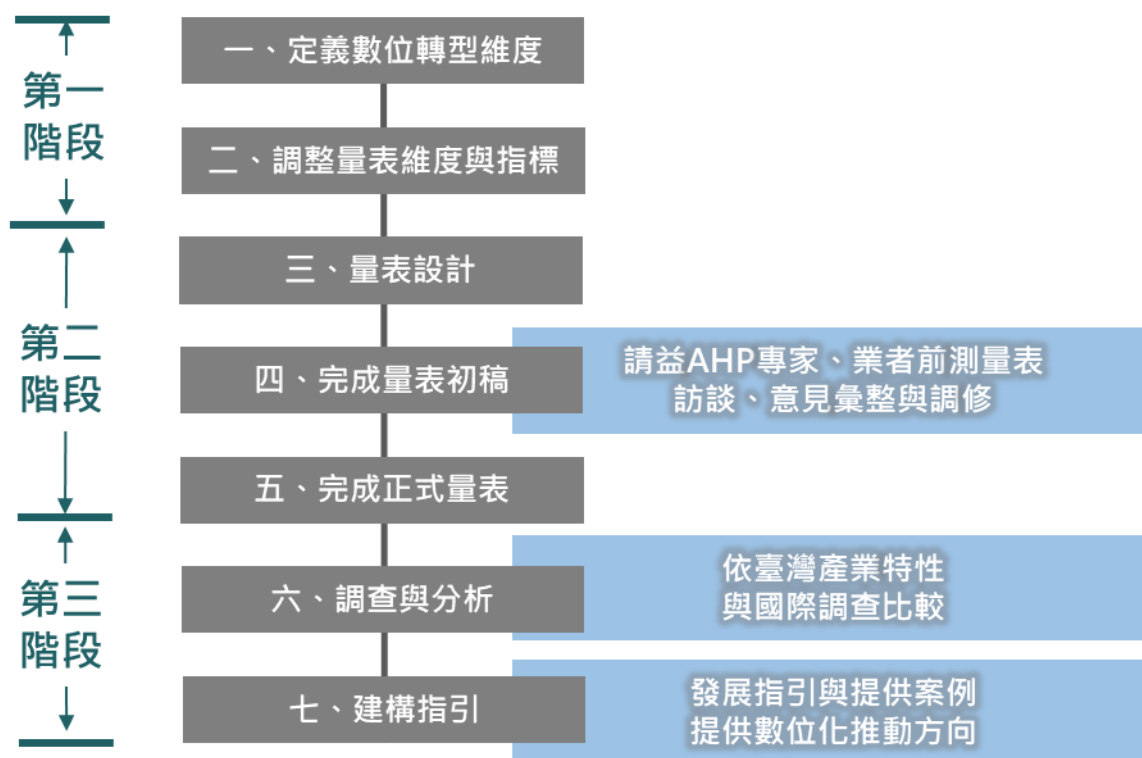 第一
階段
一、定義數位轉型維度
二、調整量表維度與指標
第二
階段
三、量表設計
四、完成量表初稿
請益AHP專家、業者前測量表
訪談、意見彙整與調修
五、完成正式量表
第三
階段
六、調查與分析
依臺灣產業特性
與國際調查比較
七、建構指引
發展指引與提供案例
提供數位化推動方向